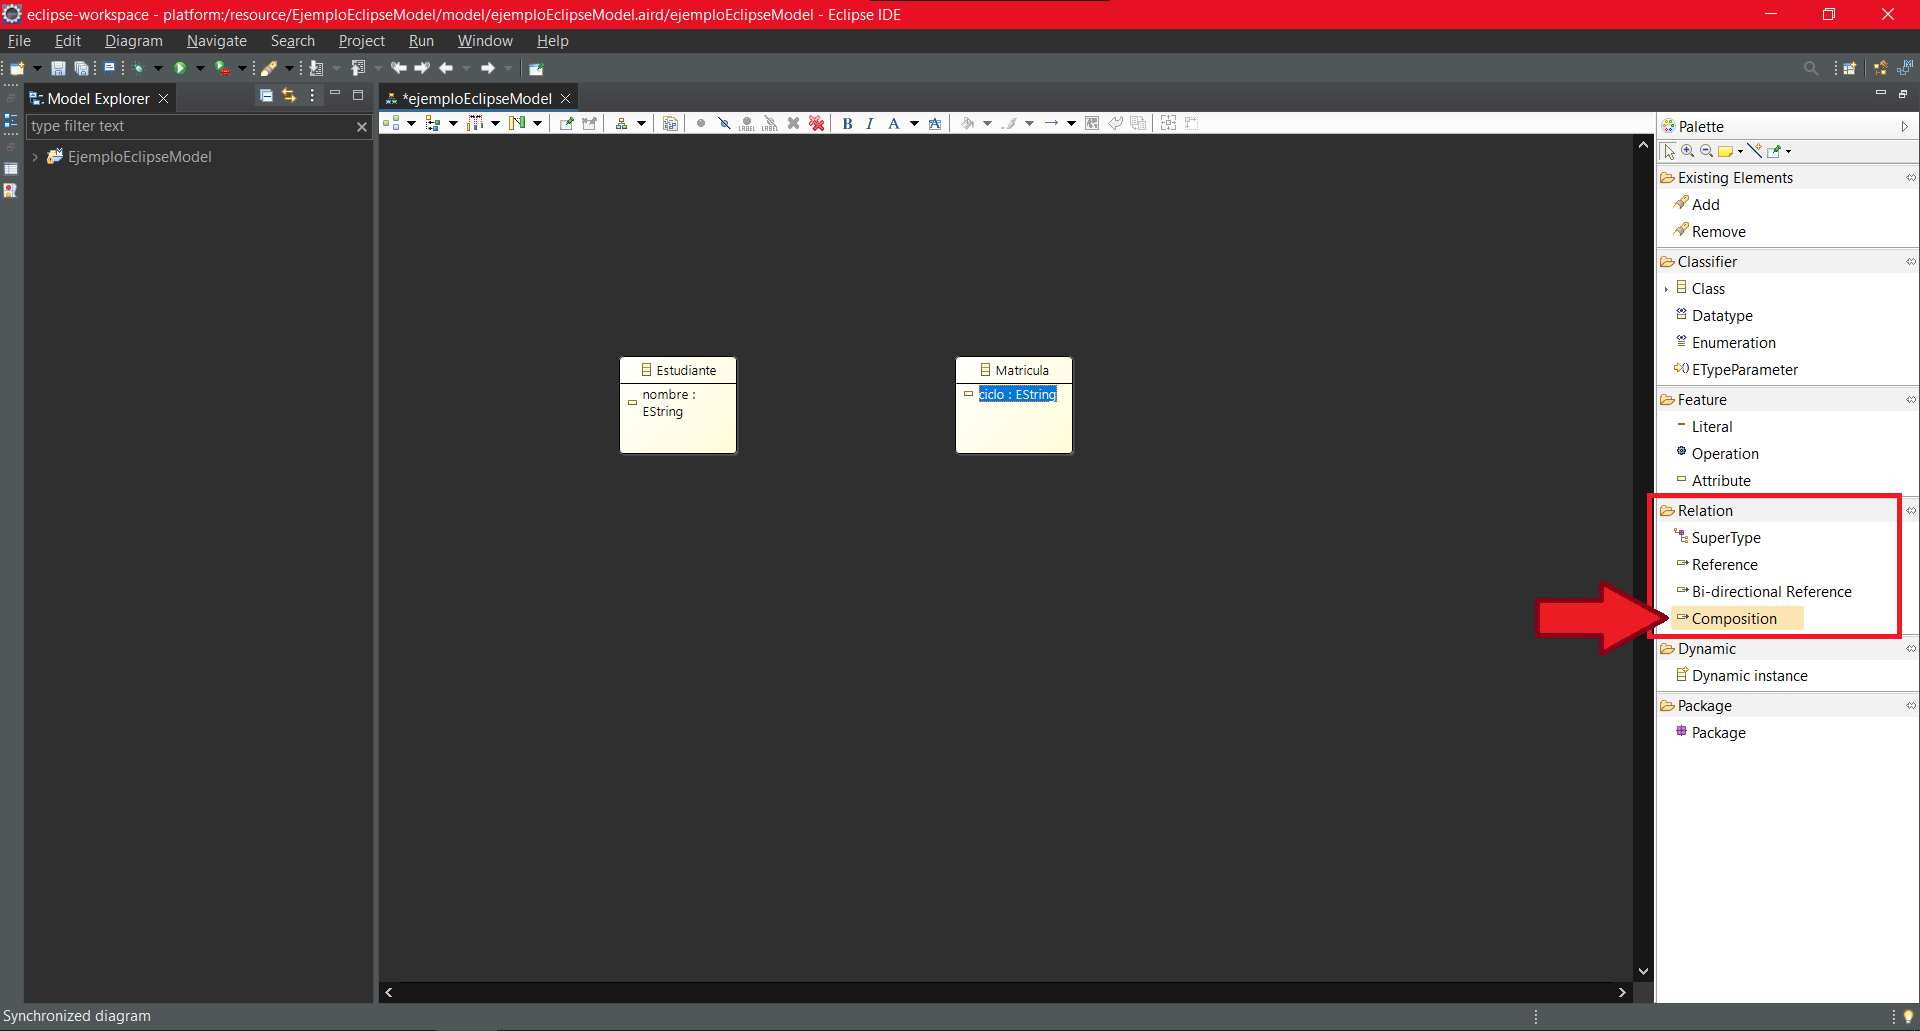 eclipse-workspace - platform:/resource/EjemploEclipseModel/model/ejemploEclipseModel.aird/ejemploEclipseModel - Eclipse IDE
File Edit Diagram Navigate Search Project Run Window Help
Model Explorer
type filter text
EjemploEclipseModel
*ejemploEclipseModel
LABEL LABEL B I A A
Estudiante
nombre :
EString
Matricula
ciclo : EString
Palette
Existing Elements
Add
Remove
Classifier
Class
Datatype
Enumeration
ETypeParameter
Feature
Literal
Operation
Attribute
Relation
SuperType
Reference
Bi-directional Reference
Composition
Dynamic
Dynamic instance
Package
Package
Synchronized diagram